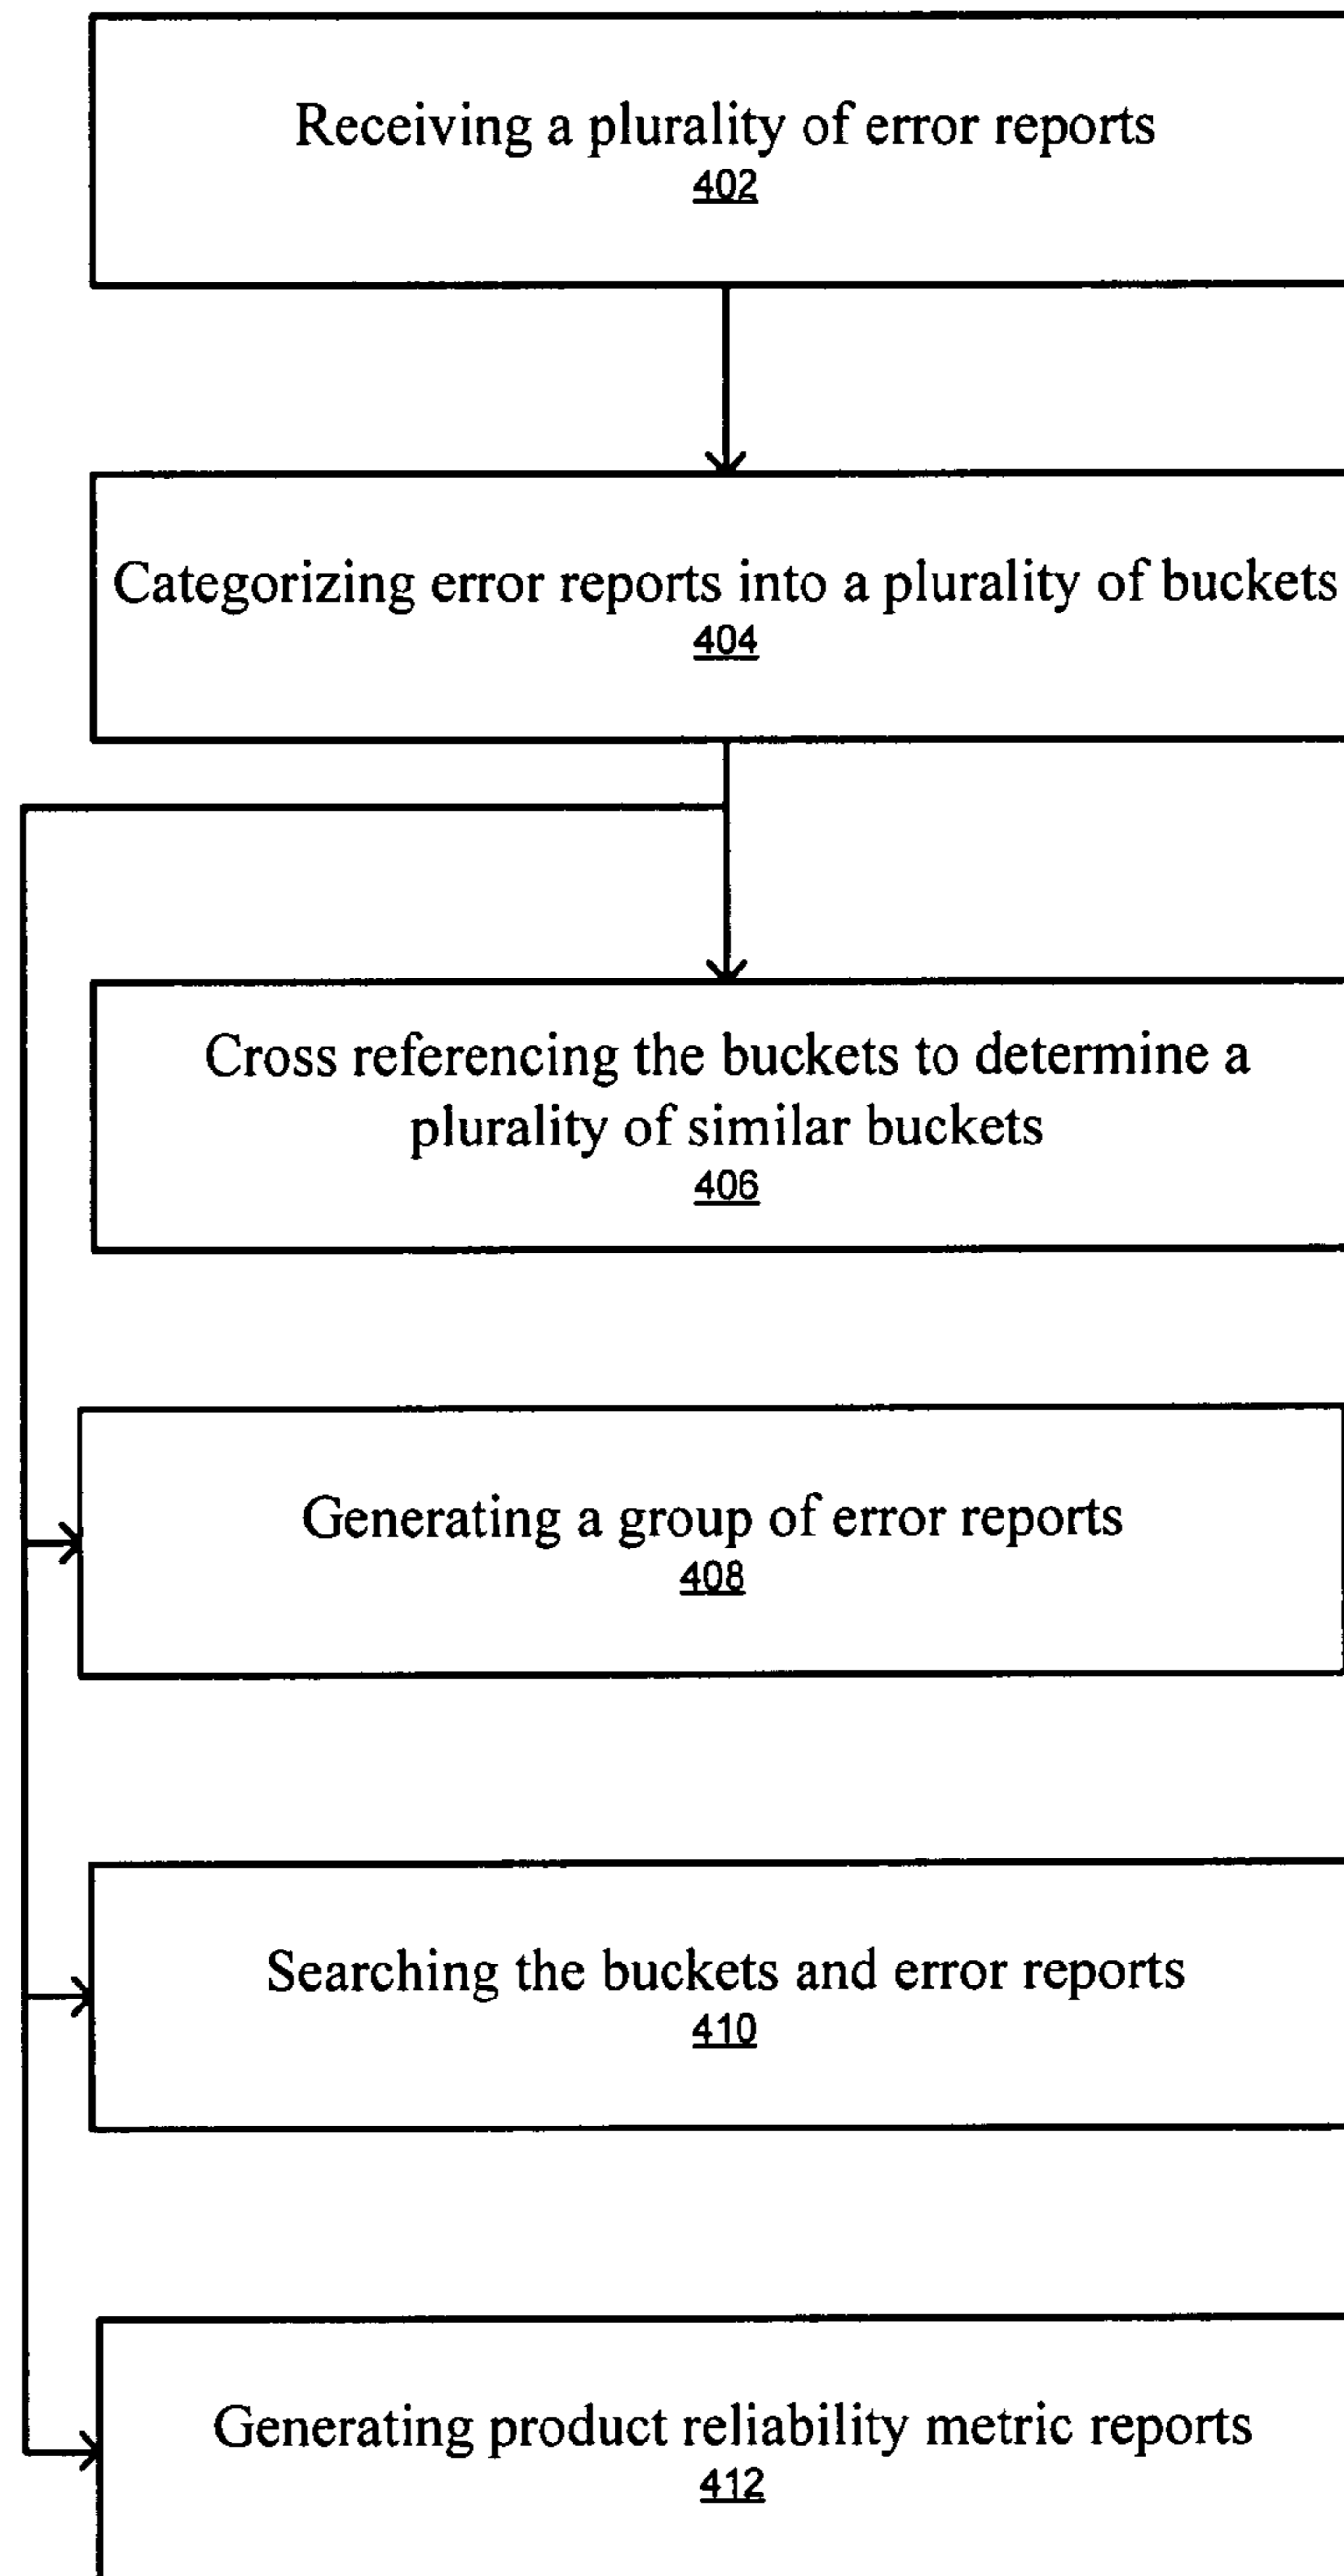 Receiving a plurality of error reports
402
Categorizing error reports into a plurality of buckets
404
Cross referencing the buckets to determine a
plurality of similar buckets
406
Generating a group of error reports
408
Searching the buckets and error reports
410
Generating product reliability metric reports
412